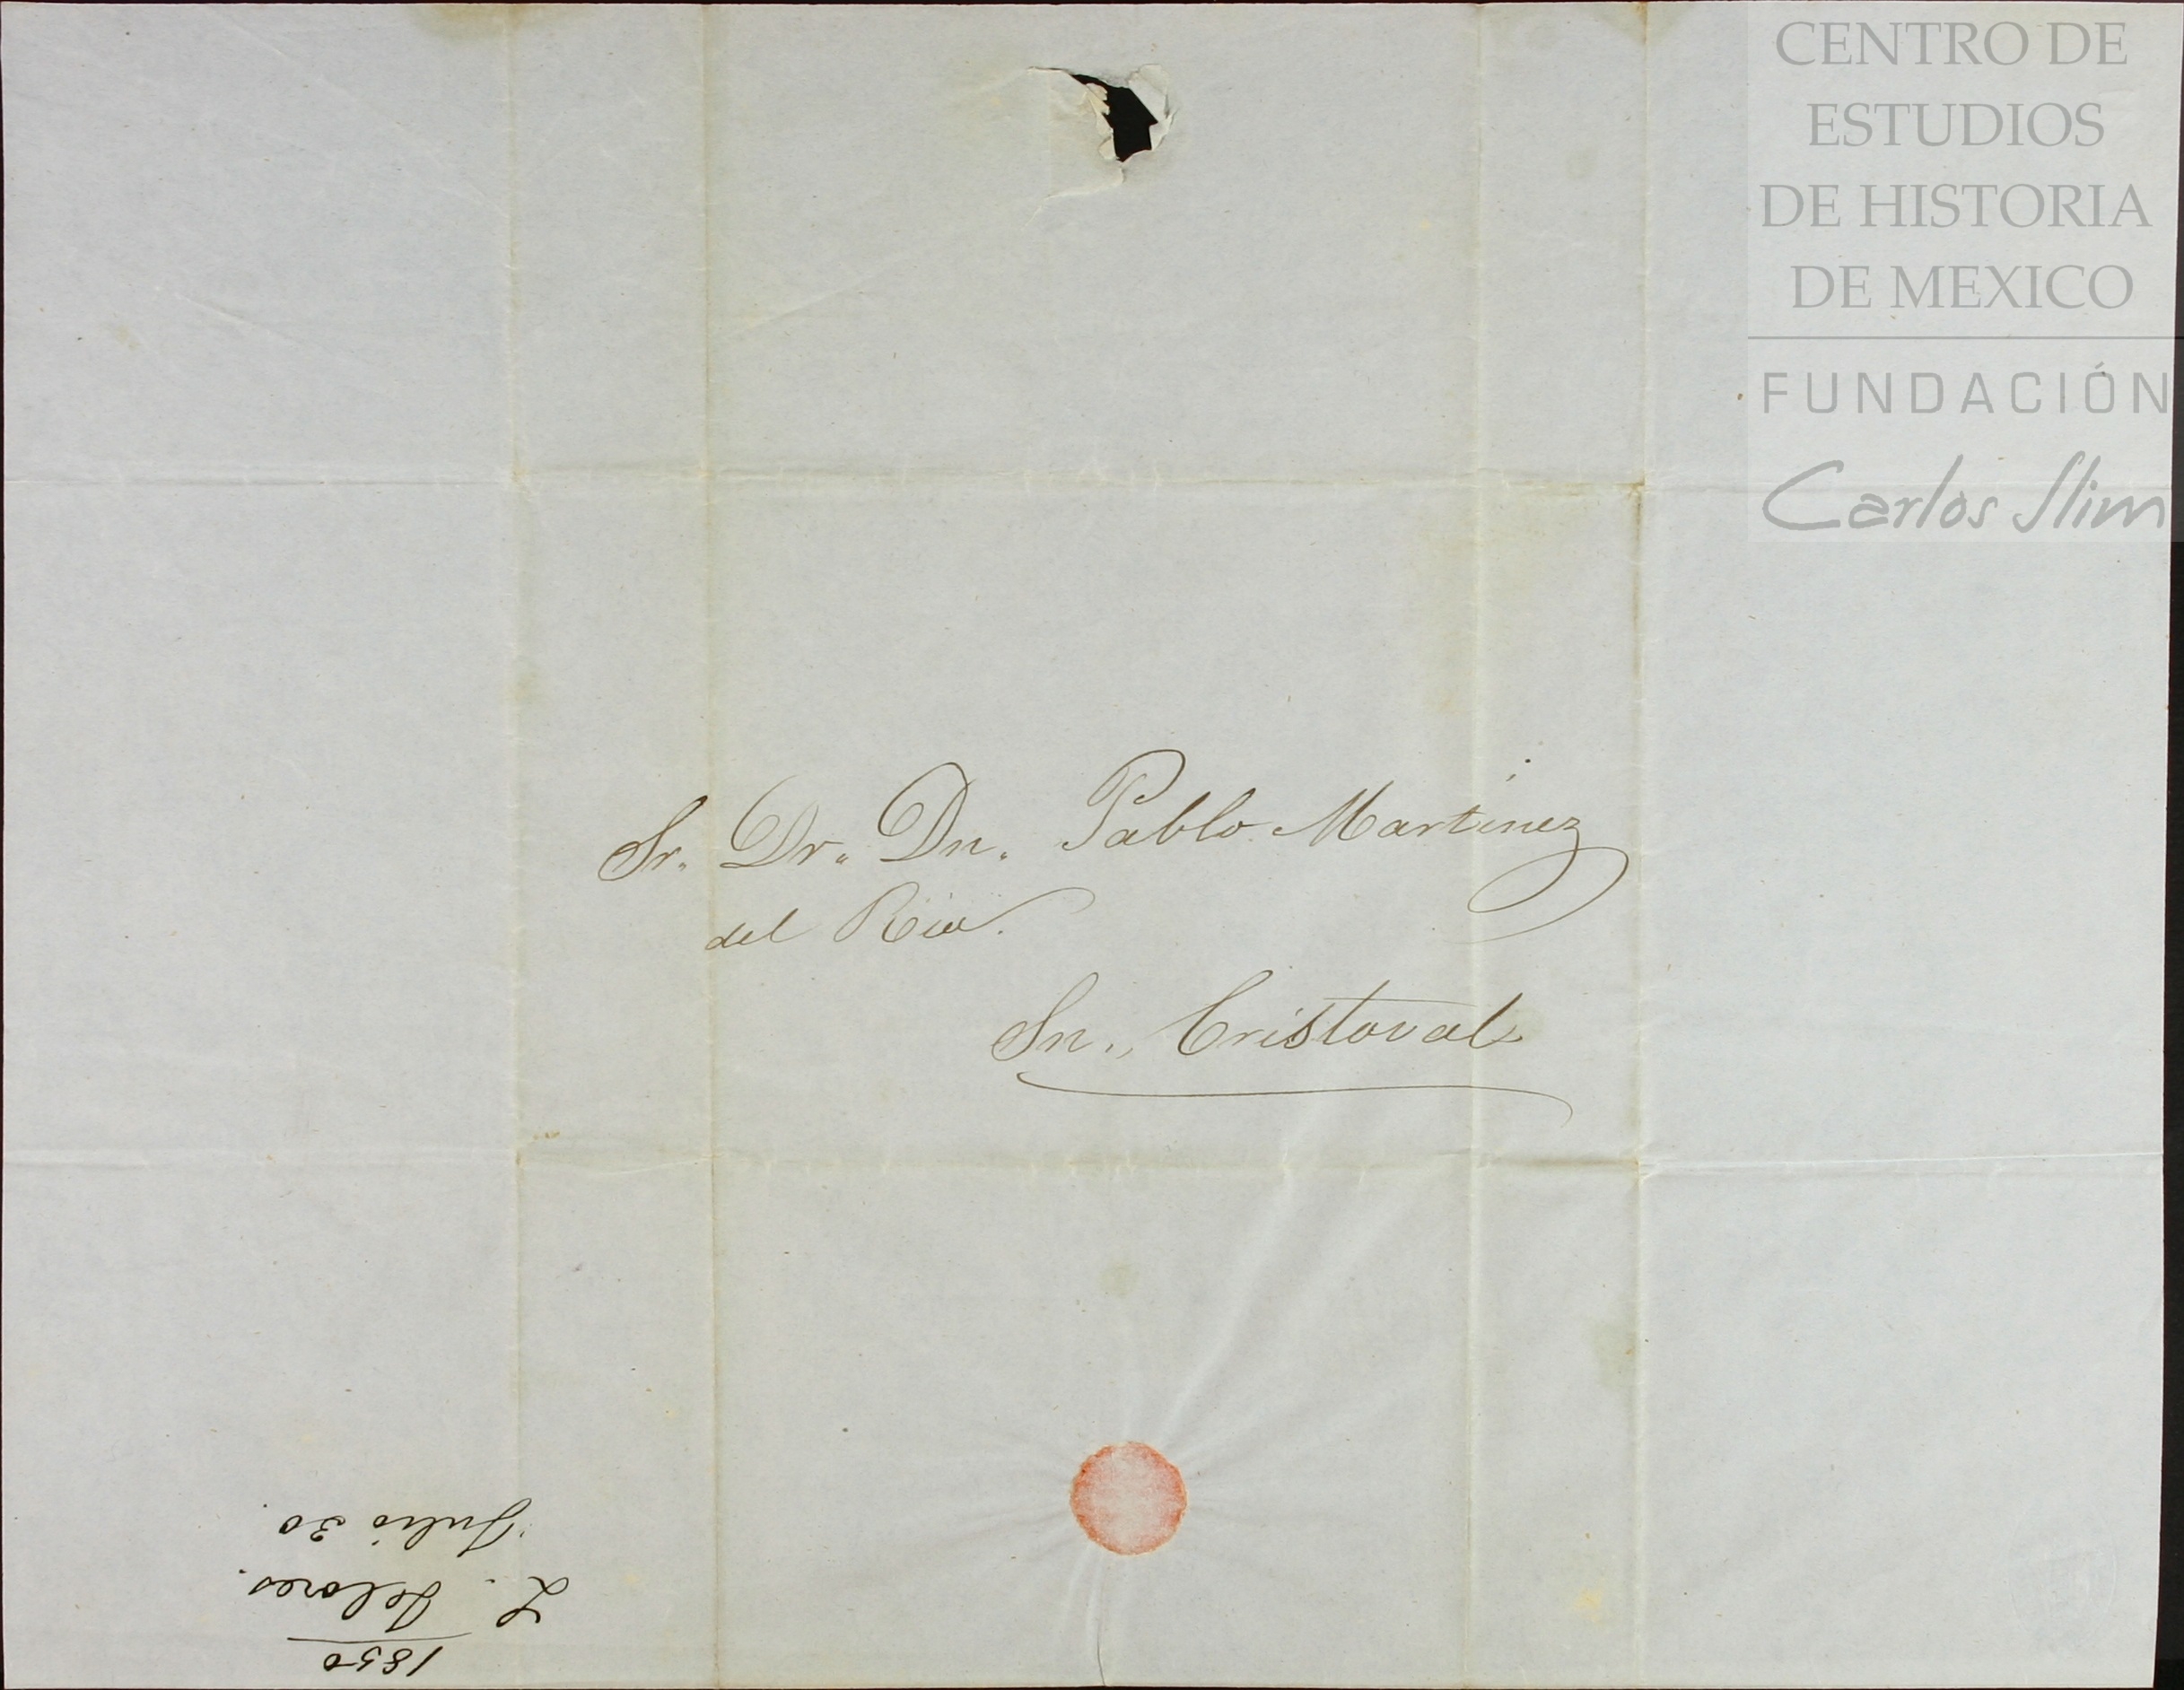 CENTRO DE
ESTUDIOS
DE HISTORIA
DE MEXICO
FUNDACIÓN
Carlos Slim
Sr. Dr. Dn. Pablo Martinez
del Rio.
Sn. Cristoval
1850
L. Flores.
Julio 30.